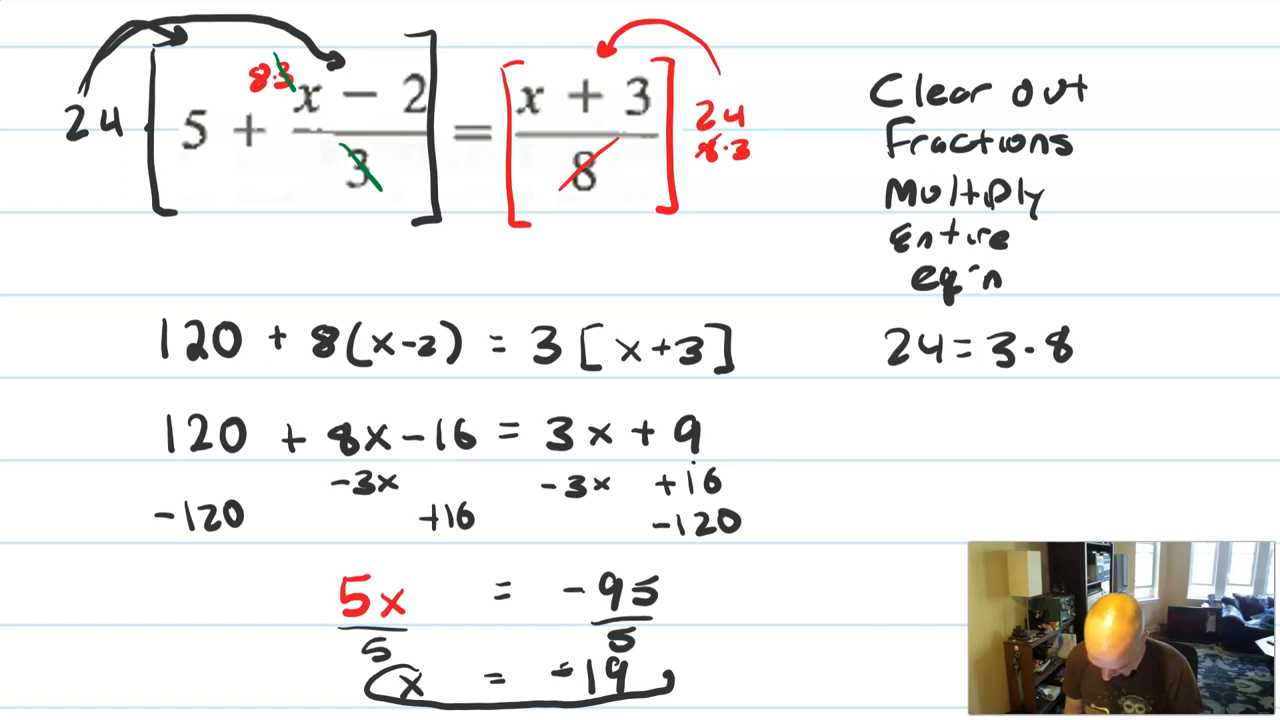 24 [ 5 + 8·3 x − 2 / 3 ] = [ x + 3 / 8 ] 24
8·3
Clear out
Fractions
Multiply
Entire
eq'n
120 + 8(x-2) = 3[x+3]
24 = 3·8
120 + 8x-16 = 3x + 9
-3x -3x +16
-120 +16 -120
5x = -95
5 5
x = -19